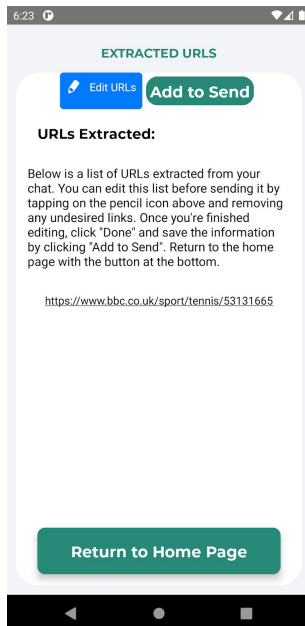 6:23
EXTRACTED URLS
Edit URLs
Add to Send
URLs Extracted:
Below is a list of URLs extracted from your
chat. You can edit this list before sending it by
tapping on the pencil icon above and removing
any undesired links. Once you're finished
editing, click "Done" and save the information
by clicking "Add to Send". Return to the home
page with the button at the bottom.
https://www.bbc.co.uk/sport/tennis/53131665
Return to Home Page